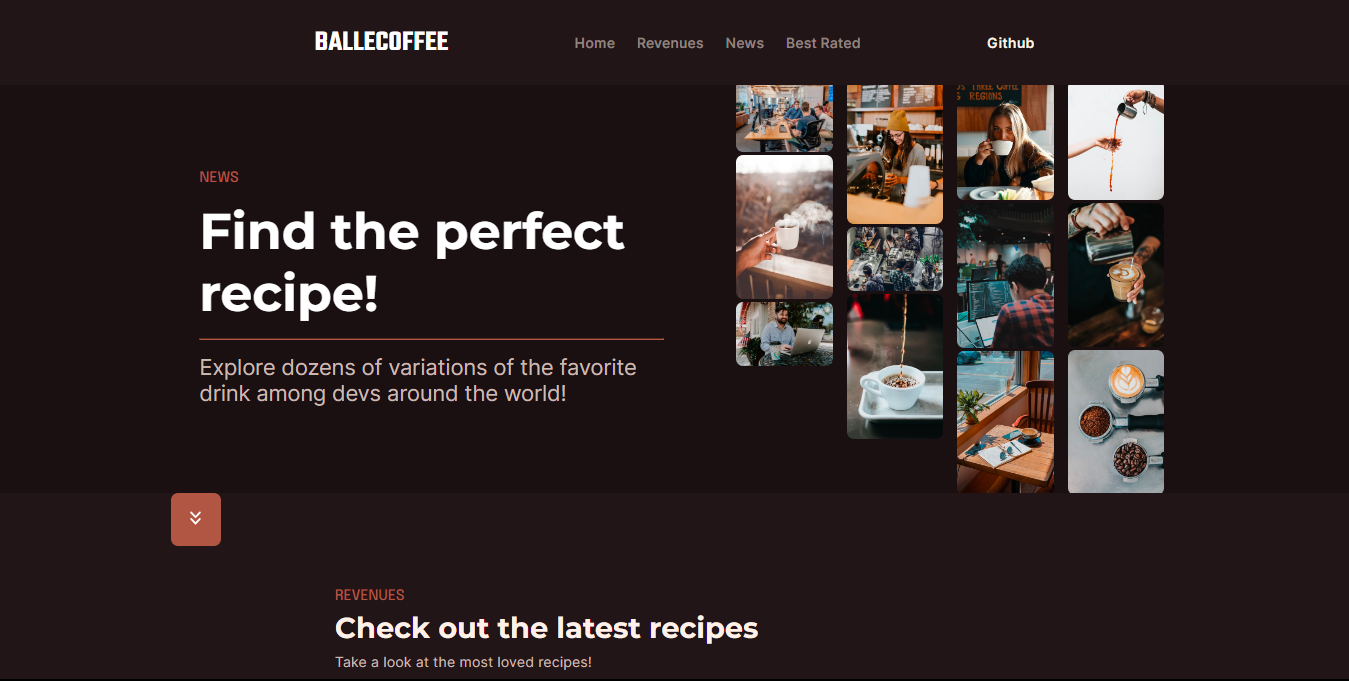 BALLECOFFEE
Home Revenues News Best Rated
Github
REGIONS
NEWS
Find the perfect
recipe!
Explore dozens of variations of the favorite
drink among devs around the world!
REVENUES
Check out the latest recipes
Take a look at the most loved recipes!